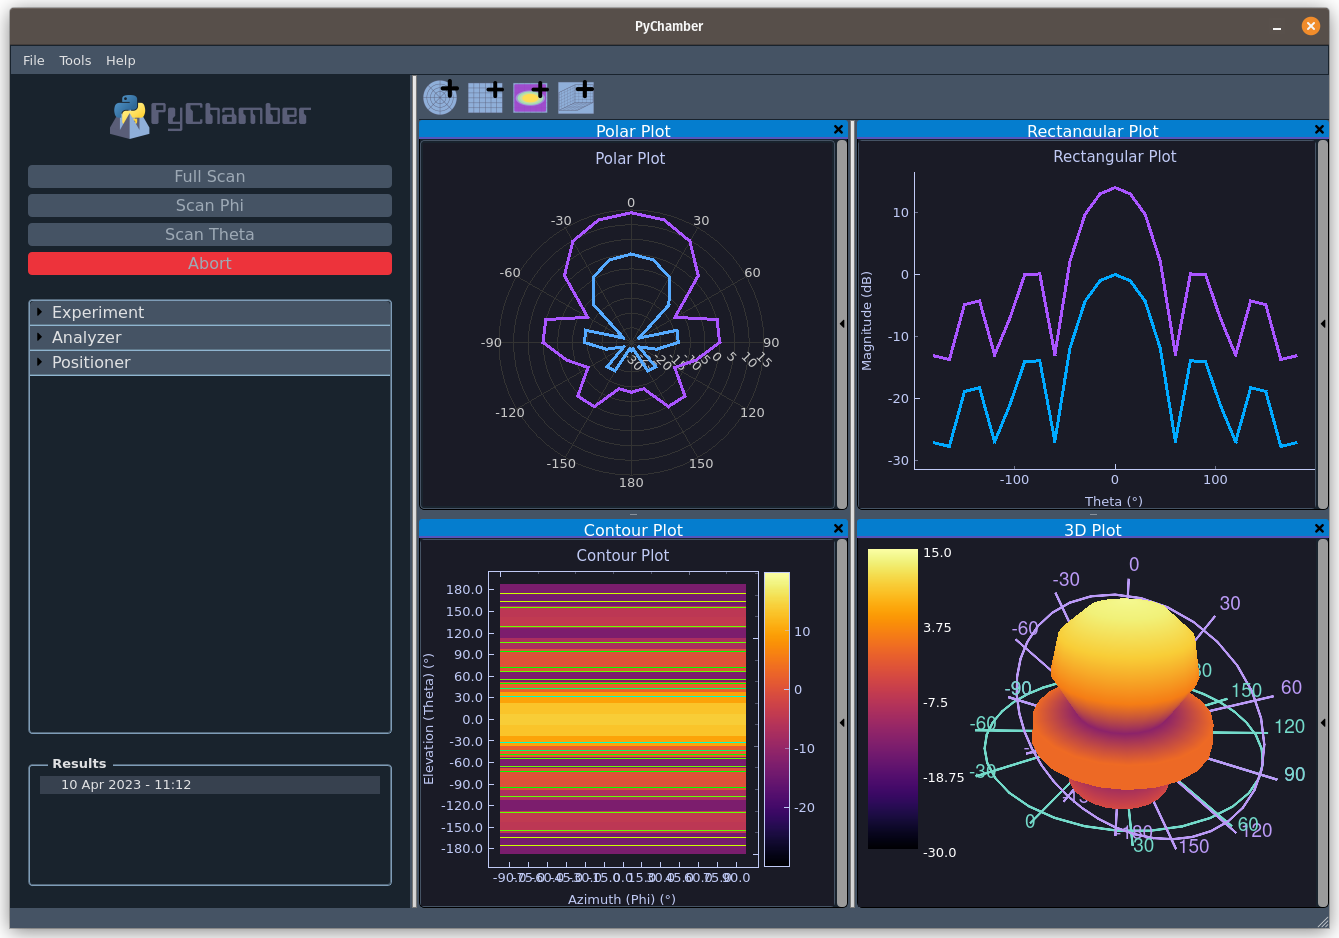 PyChamber
File Tools Help
PyChamber
Full Scan
Scan Phi
Scan Theta
Abort
Experiment
Analyzer
Positioner
Results
10 Apr 2023 - 11:12
Polar Plot
Polar Plot
0
-30 30
-60 60
-90 90
-30 -20 -15 -10 -5 0 5 10 15
-120 120
-150 150
180
Rectangular Plot
Rectangular Plot
Magnitude (dB)
10
0
-10
-20
-30
-100 0 100
Theta (°)
Contour Plot
Contour Plot
Elevation (Theta) (°)
180.0
150.0
120.0
90.0
60.0
30.0
0.0
-30.0
-60.0
-90.0
-120.0
-150.0
-180.0
-90.0 -75.0 -60.0 -45.0 -30.0 -15.0 0.0 15.0 30.0 45.0 60.0 75.0 90.0
Azimuth (Phi) (°)
10
0
-10
-20
3D Plot
15.0
3.75
-7.5
-18.75
-30.0
0
-30
30
-60
-90
150
60
-60
120
-30
90
0
-180
30
150
60
120